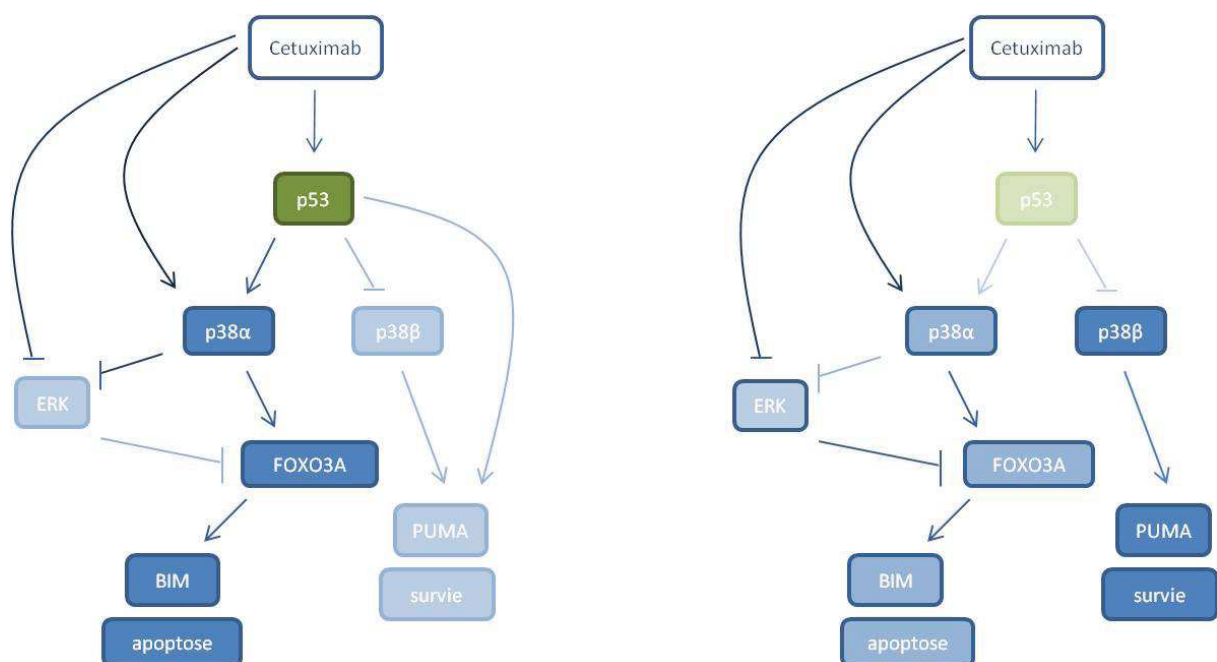 Cetuximab
p53
p38α
p38β
ERK
FOXO3A
PUMA
BIM
survie
apoptose
Cetuximab
p53
p38α
p38β
ERK
FOXO3A
PUMA
BIM
survie
apoptose